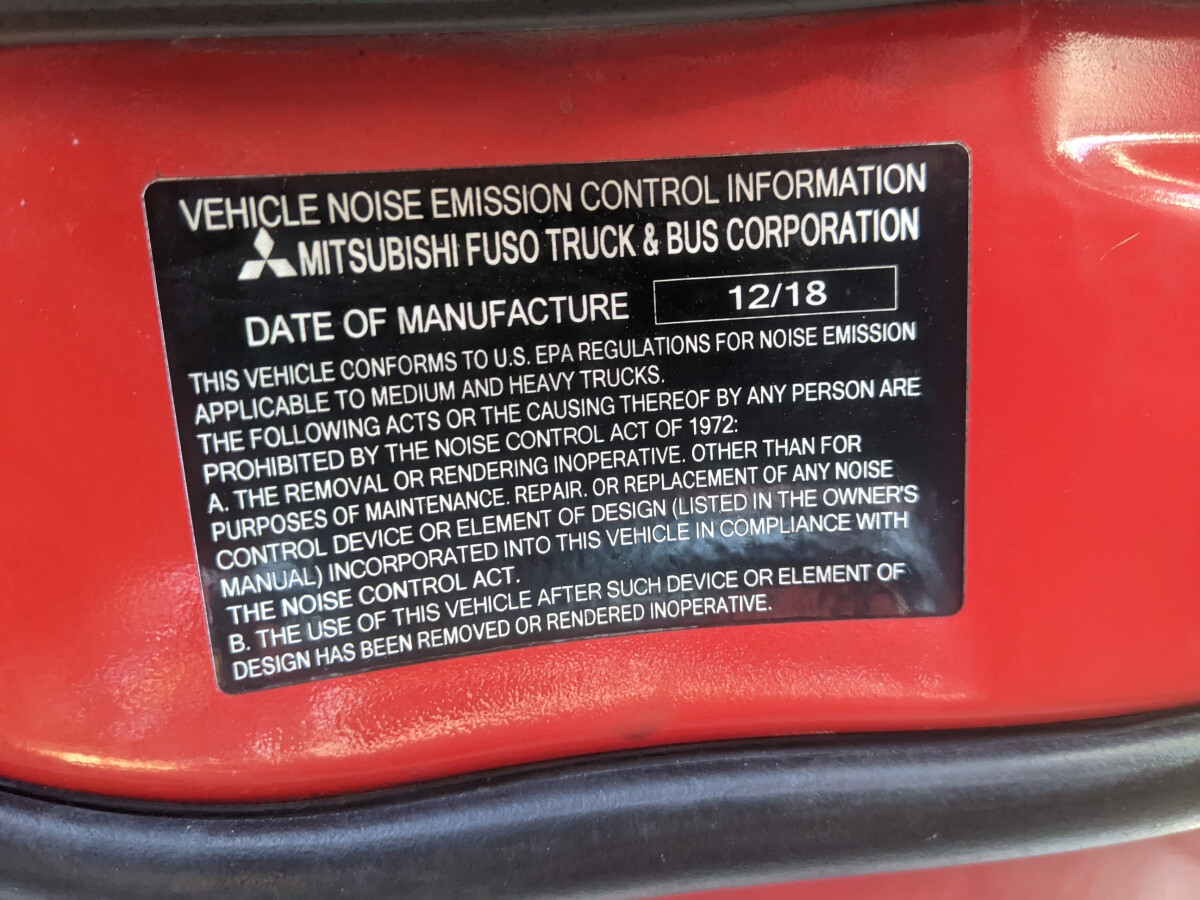 VEHICLE NOISE EMISSION CONTROL INFORMATION
MITSUBISHI FUSO TRUCK & BUS CORPORATION
DATE OF MANUFACTURE 12/18
THIS VEHICLE CONFORMS TO U.S. EPA REGULATIONS FOR NOISE EMISSION
APPLICABLE TO MEDIUM AND HEAVY TRUCKS.
THE FOLLOWING ACTS OR THE CAUSING THEREOF BY ANY PERSON ARE
PROHIBITED BY THE NOISE CONTROL ACT OF 1972:
A. THE REMOVAL OR RENDERING INOPERATIVE. OTHER THAN FOR
PURPOSES OF MAINTENANCE. REPAIR. OR REPLACEMENT OF ANY NOISE
CONTROL DEVICE OR ELEMENT OF DESIGN (LISTED IN THE OWNER'S
MANUAL) INCORPORATED INTO THIS VEHICLE IN COMPLIANCE WITH
THE NOISE CONTROL ACT.
B. THE USE OF THIS VEHICLE AFTER SUCH DEVICE OR ELEMENT OF
DESIGN HAS BEEN REMOVED OR RENDERED INOPERATIVE.